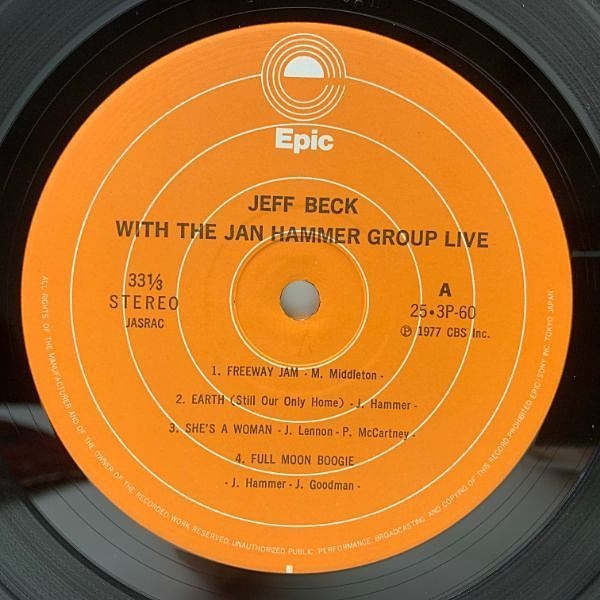 Epic
JEFF BECK
WITH THE JAN HAMMER GROUP LIVE
33⅓
STEREO
JASRAC
A
25•3P-60
℗ 1977 CBS Inc.
1. FREEWAY JAM - M. Middleton -
2. EARTH (Still Our Only Home) - J. Hammer -
3. SHE'S A WOMAN - J. Lennon - P. McCartney -
4. FULL MOON BOOGIE
- J. Hammer - J. Goodman -
ALL RIGHTS OF THE MANUFACTURER AND OF THE OWNER OF THE RECORDED WORK RESERVED. UNAUTHORIZED PUBLIC PERFORMANCE, BROADCASTING AND COPYING OF THIS RECORD PROHIBITED EPIC/SONY INC. TOKYO JAPAN